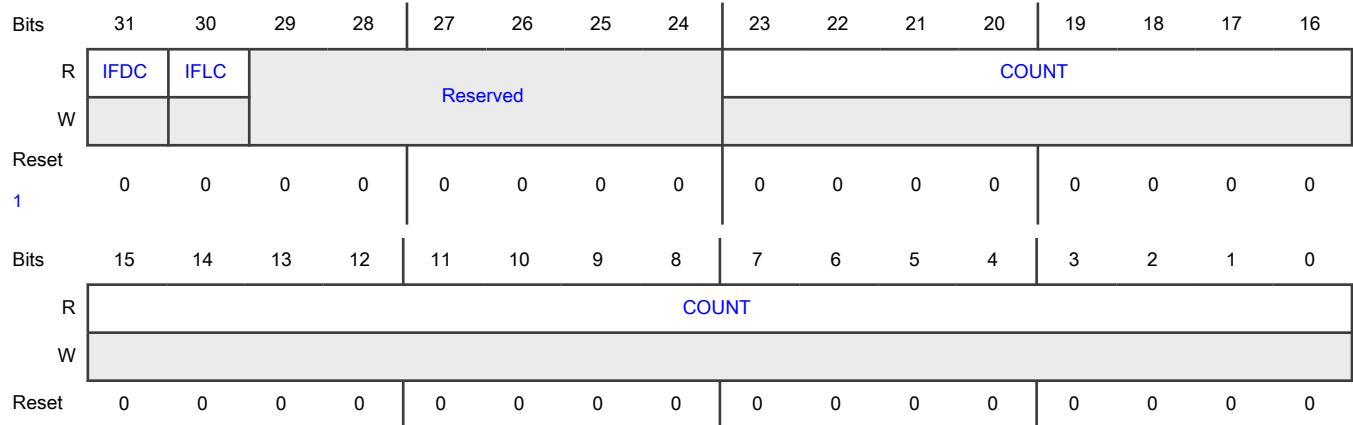 Bits 31 30 29 28 27 26 25 24 23 22 21 20 19 18 17 16
R IFDC IFLC Reserved COUNT
W
Reset 0 0 0 0 0 0 0 0 0 0 0 0 0 0 0 0
1
Bits 15 14 13 12 11 10 9 8 7 6 5 4 3 2 1 0
R COUNT
W
Reset 0 0 0 0 0 0 0 0 0 0 0 0 0 0 0 0